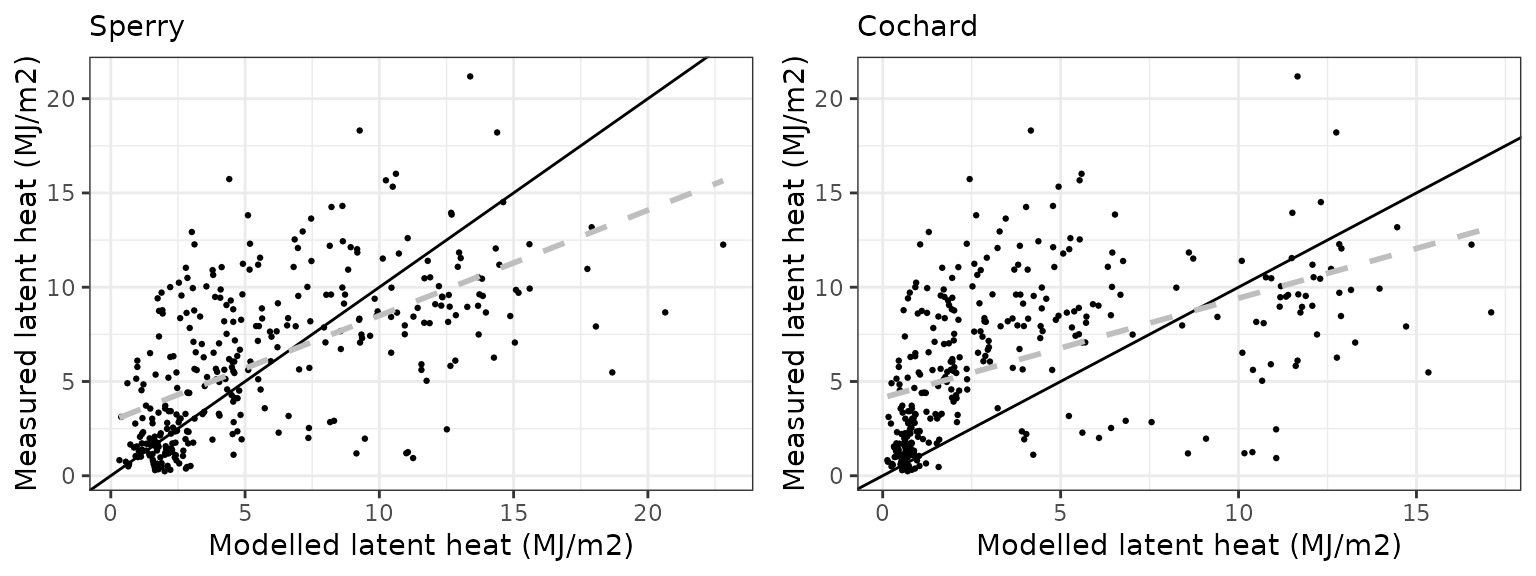 Sperry
Measured latent heat (MJ/m2)
20
15
10
5
0
0 5 10 15 20
Modelled latent heat (MJ/m2)
Cochard
Measured latent heat (MJ/m2)
20
15
10
5
0
0 5 10 15
Modelled latent heat (MJ/m2)